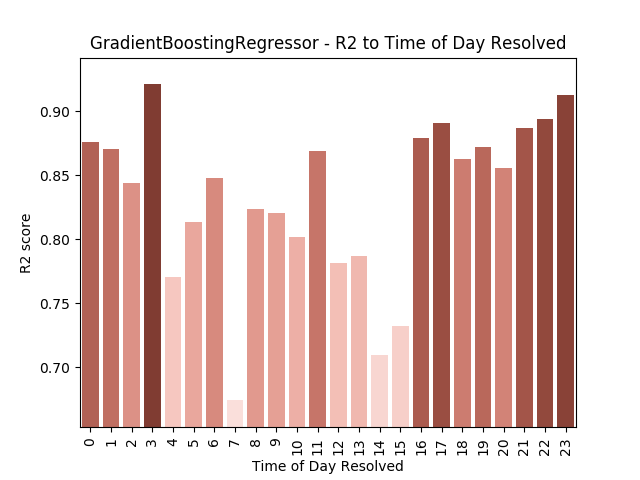 GradientBoostingRegressor - R2 to Time of Day Resolved
0.90
0.85
0.80
0.75
0.70
R2 score
0 1 2 3 4 5 6 7 8 9 10 11 12 13 14 15 16 17 18 19 20 21 22 23
Time of Day Resolved